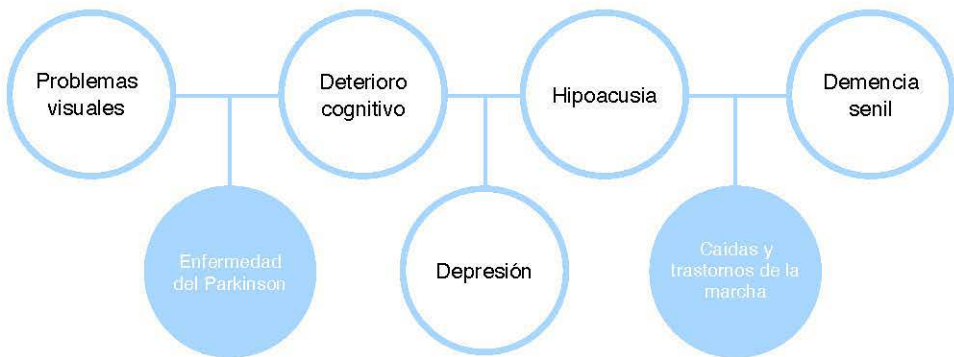 Problemas
visuales
Deterioro
cognitivo
Hipoacusia
Demencia
senil
Enfermedad
del Parkinson
Depresión
Caídas y
trastornos de la
marcha